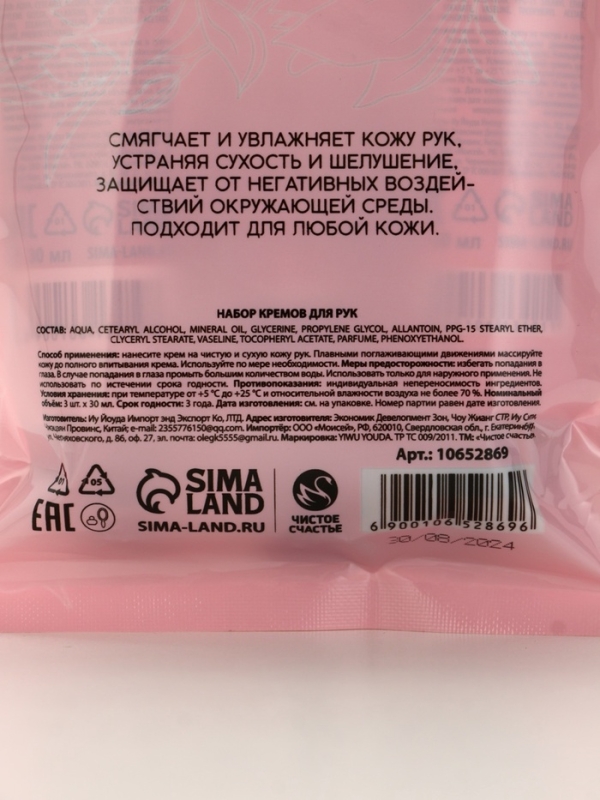 СМЯГЧАЕТ И УВЛАЖНЯЕТ КОЖУ РУК,
УСТРАНЯЯ СУХОСТЬ И ШЕЛУШЕНИЕ,
ЗАЩИЩАЕТ ОТ НЕГАТИВНЫХ ВОЗДЕЙ-
СТВИЙ ОКРУЖАЮЩЕЙ СРЕДЫ.
ПОДХОДИТ ДЛЯ ЛЮБОЙ КОЖИ.
НАБОР КРЕМОВ ДЛЯ РУК
СОСТАВ: AQUA, CETEARYL ALCOHOL, MINERAL OIL, GLYCERINE, PROPYLENE GLYCOL, ALLANTOIN, PPG-15 STEARYL ETHER,
GLYCERYL STEARATE, VASELINE, TOCOPHERYL ACETATE, PARFUME, PHENOXYETHANOL.
Способ применения: нанесите крем на чистую и сухую кожу рук. Плавными поглаживающими движениями массируйте
кожу до полного впитывания крема. Используйте по мере необходимости. Меры предосторожности: избегать попадания в
глаза. В случае попадания в глаза промыть большим количеством воды. Использовать только для наружного применения. Не
использовать по истечении срока годности. Противопоказания: индивидуальная непереносимость ингредиентов.
Условия хранения: при температуре от +5 °С до +25 °С и относительной влажности воздуха не более 70 %. Номинальный
объём: 3 шт. х 30 мл. Срок годности: 3 года. Дата изготовления: см. на упаковке. Номер партии равен дате изготовления.
Изготовитель: Иу Йоуда Импорт энд Экспорт Ко, ЛТД. Адрес изготовителя: Экономик Девелопмент Зон, Чоу Жианг СТР, Иу Сити,
Провинс, Китай; e-mail: 2355776150@qq.com. Импортёр: ООО «Моисей», РФ, 620010, Свердловская обл., г. Екатеринбург,
д. 86, оф. 27, эл. почта: olegk5555@gmail.ru. Маркировка: YIWU YOUDA. ТР ТС 009/2011. ТМ: «Чистое счастье»
Арт.: 10652869
05
EAC
SIMA
LAND
SIMA-LAND.RU
ЧИСТОЕ
СЧАСТЬЕ
6 900106 528696
30/08/2024